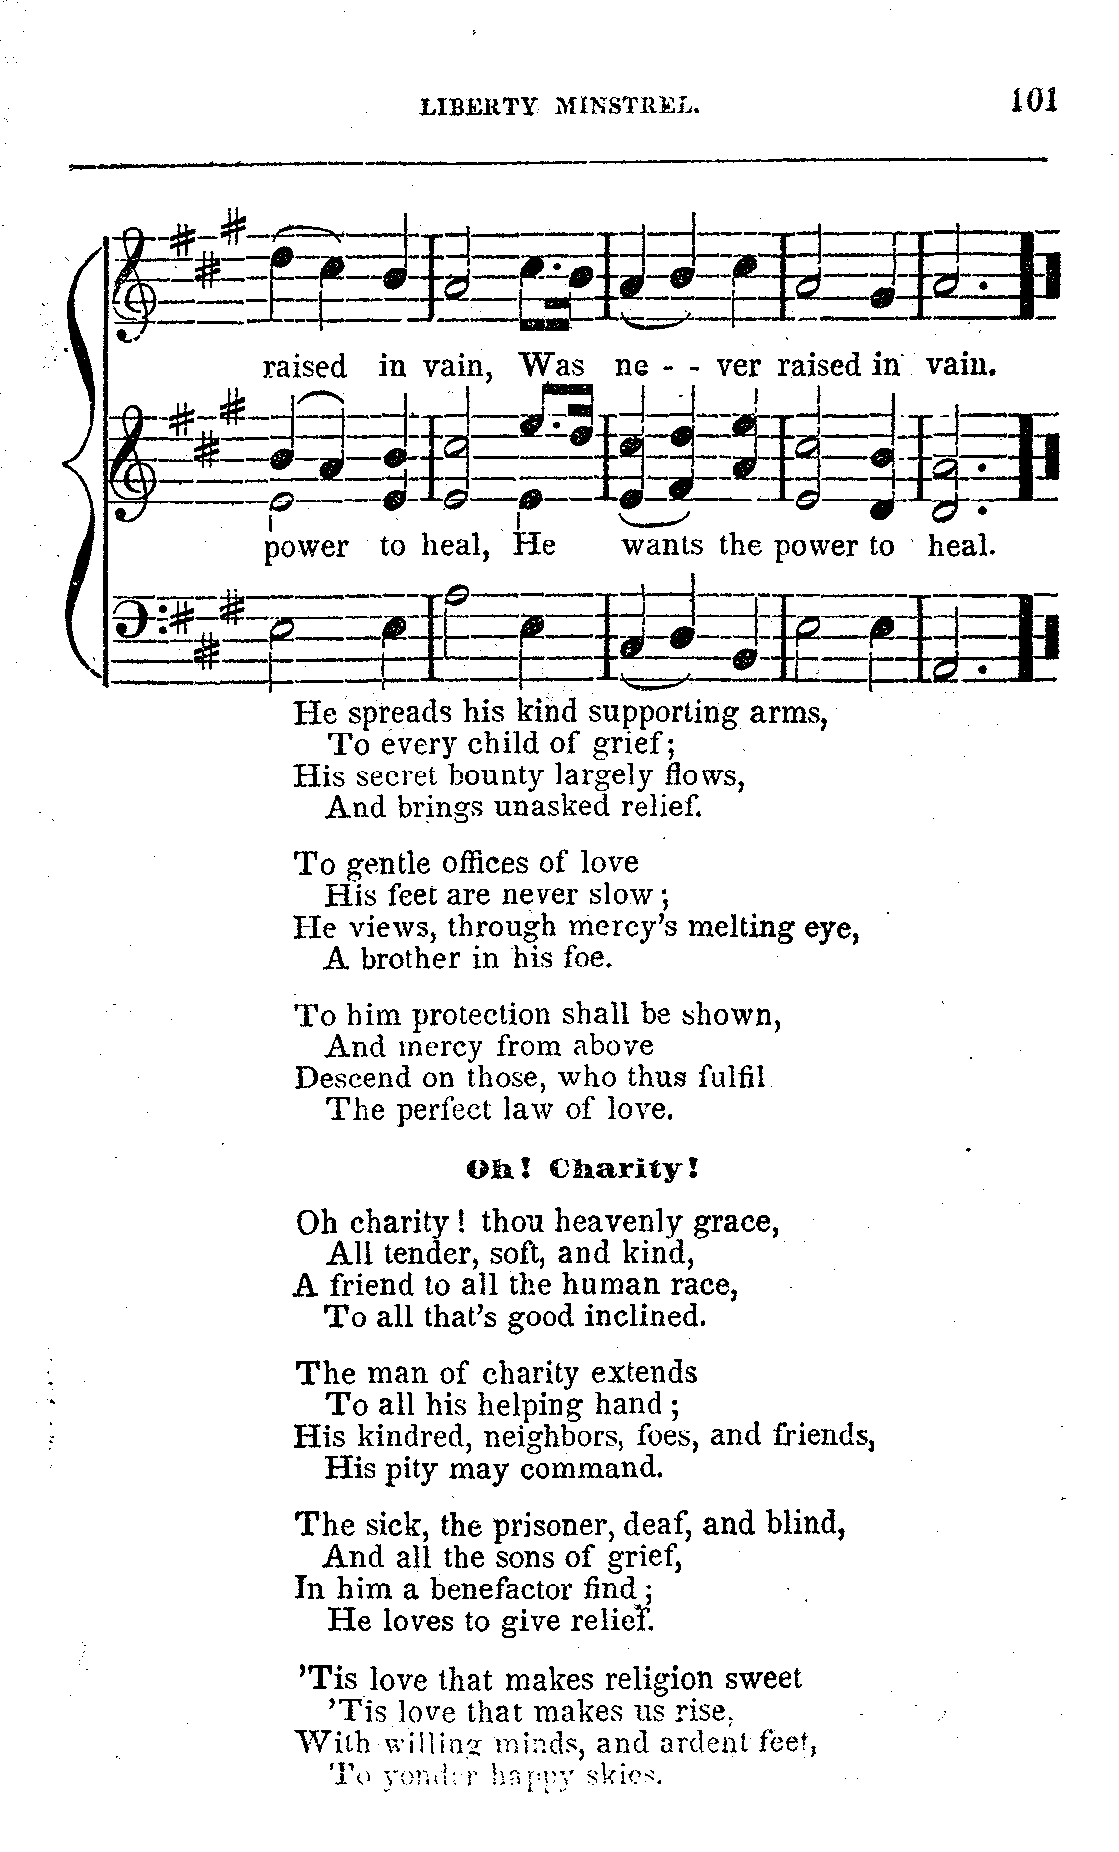 LIBERTY MINSTREL. 101
raised in vain, Was ne - - ver raised in vain.
power to heal, He wants the power to heal.
He spreads his kind supporting arms,
To every child of grief;
His secret bounty largely flows,
And brings unasked relief.
To gentle offices of love
His feet are never slow;
He views, through mercy's melting eye,
A brother in his foe.
To him protection shall be shown,
And mercy from above
Descend on those, who thus fulfil
The perfect law of love.
Oh! Charity!
Oh charity! thou heavenly grace,
All tender, soft, and kind,
A friend to all the human race,
To all that's good inclined.
The man of charity extends
To all his helping hand;
His kindred, neighbors, foes, and friends,
His pity may command.
The sick, the prisoner, deaf, and blind,
And all the sons of grief,
In him a benefactor find;
He loves to give relief.
'Tis love that makes religion sweet
'Tis love that makes us rise,
With willing minds, and ardent feet,
To yonder happy skies.